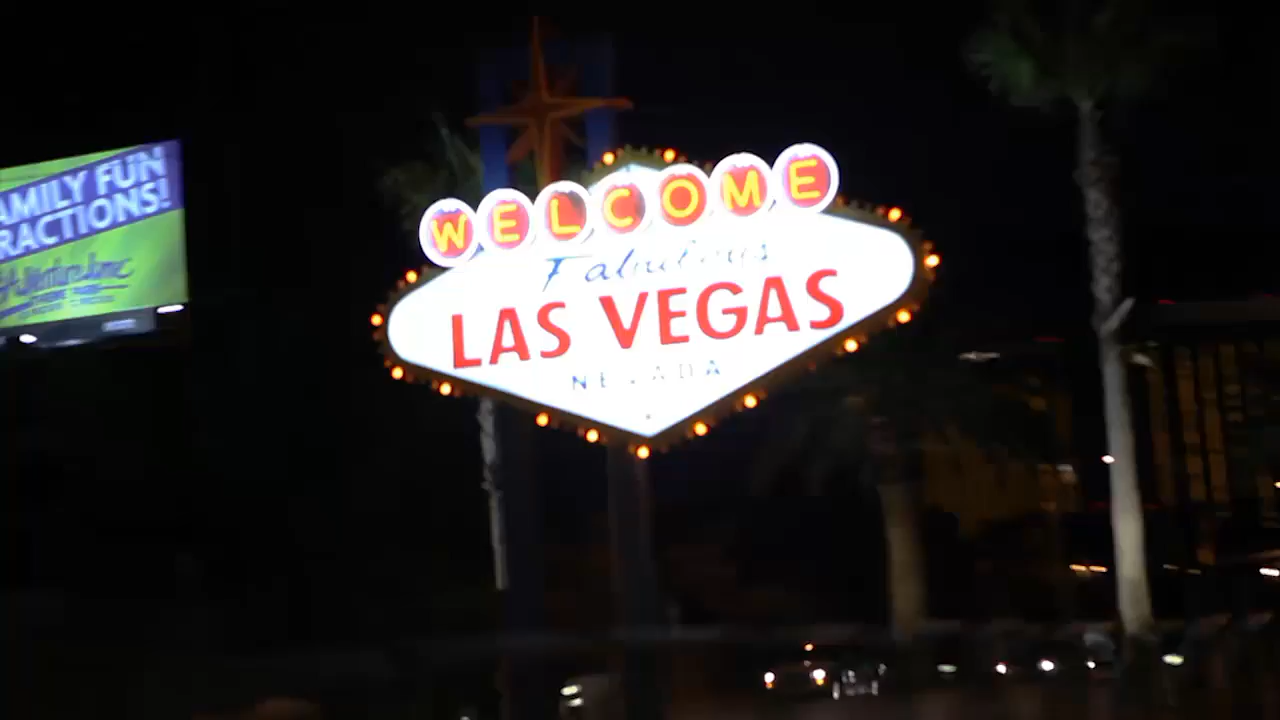 AMILY FUN
RACTIONS!
WELCOME
Fabulous
LAS VEGAS
NEVADA